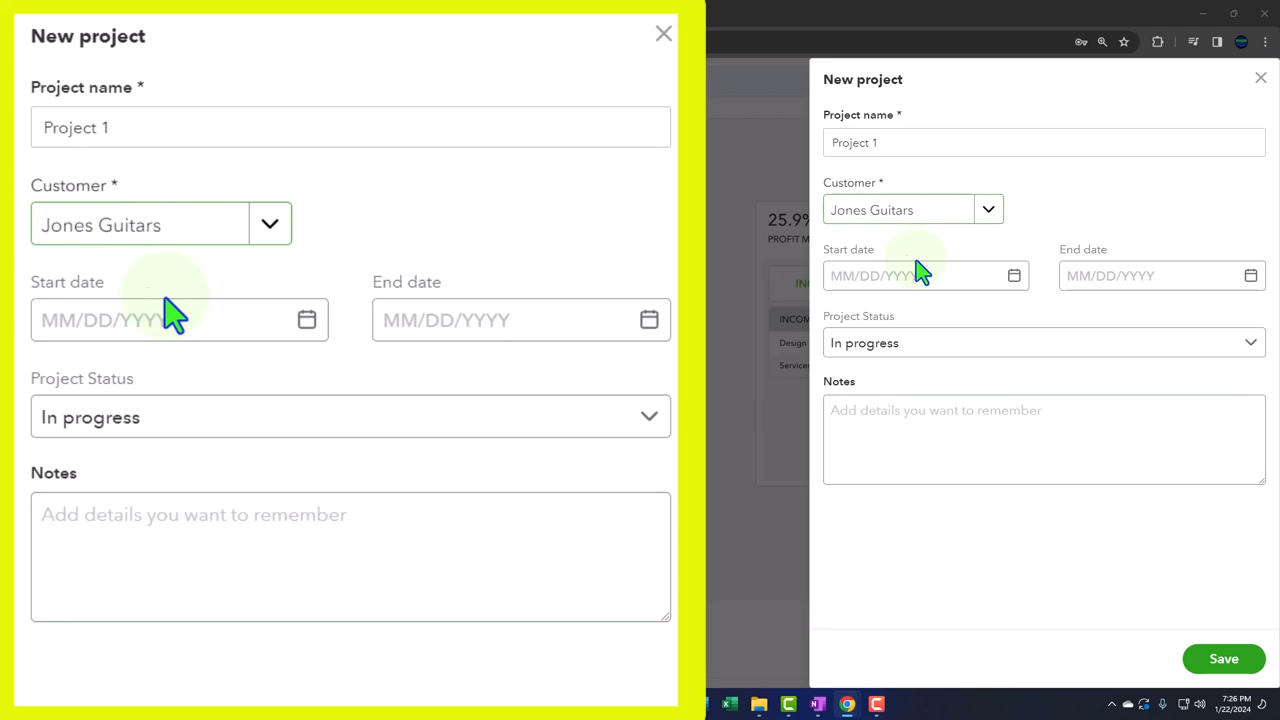 New project
Project name *
Project 1
Customer *
Jones Guitars
Start date
End date
MM/DD/YYYY
MM/DD/YYYY
Project Status
In progress
Notes
Add details you want to remember
25.9%
PROFIT M
IN
INCOM
Design
Service
New project
Project name *
Project 1
Customer *
Jones Guitars
Start date
End date
MM/DD/YYYY
MM/DD/YYYY
Project Status
In progress
Notes
Add details you want to remember
Save
7:26 PM
1/22/2024